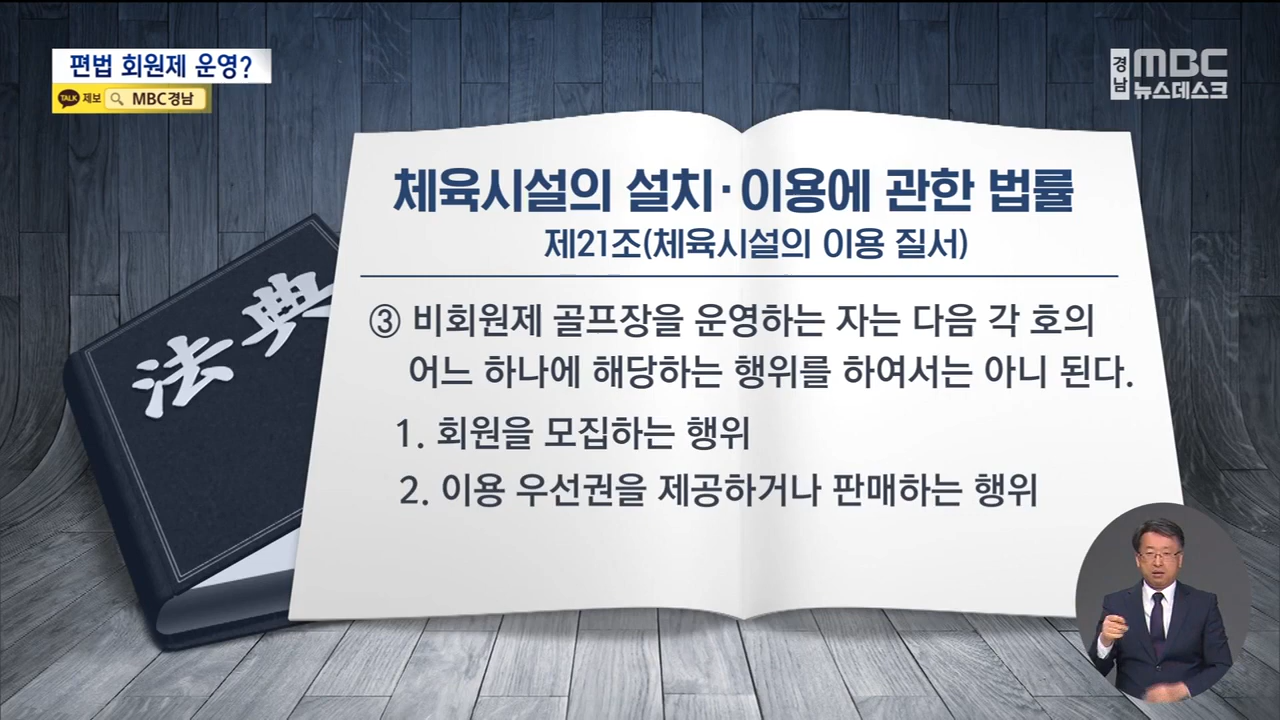 편법 회원제 운영?
TALK 제보 MBC경남
경남 MBC
뉴스데스크
체육시설의 설치·이용에 관한 법률
제21조(체육시설의 이용 질서)
③ 비회원제 골프장을 운영하는 자는 다음 각 호의
어느 하나에 해당하는 행위를 하여서는 아니 된다.
1. 회원을 모집하는 행위
2. 이용 우선권을 제공하거나 판매하는 행위
法典